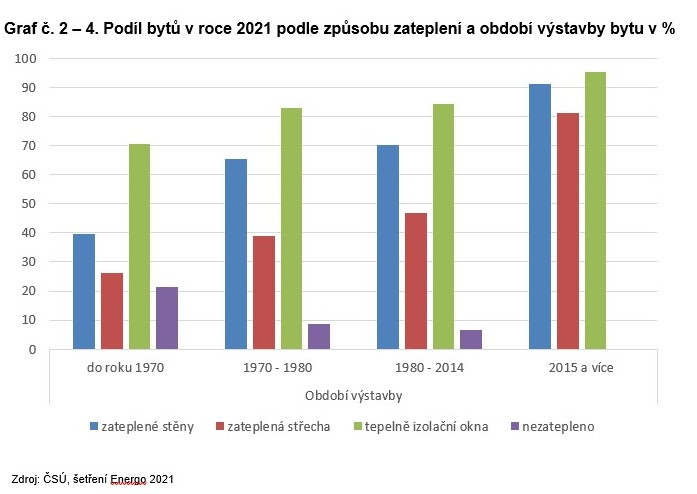 Graf č. 2 – 4. Podíl bytů v roce 2021 podle způsobu zateplení a období výstavby bytu v %
100
90
80
70
60
50
40
30
20
10
0
do roku 1970 1970 - 1980 1980 - 2014 2015 a více
Období výstavby
zateplené stěny zateplená střecha tepelně izolační okna nezatepleno
Zdroj: ČSÚ, šetření Energo 2021